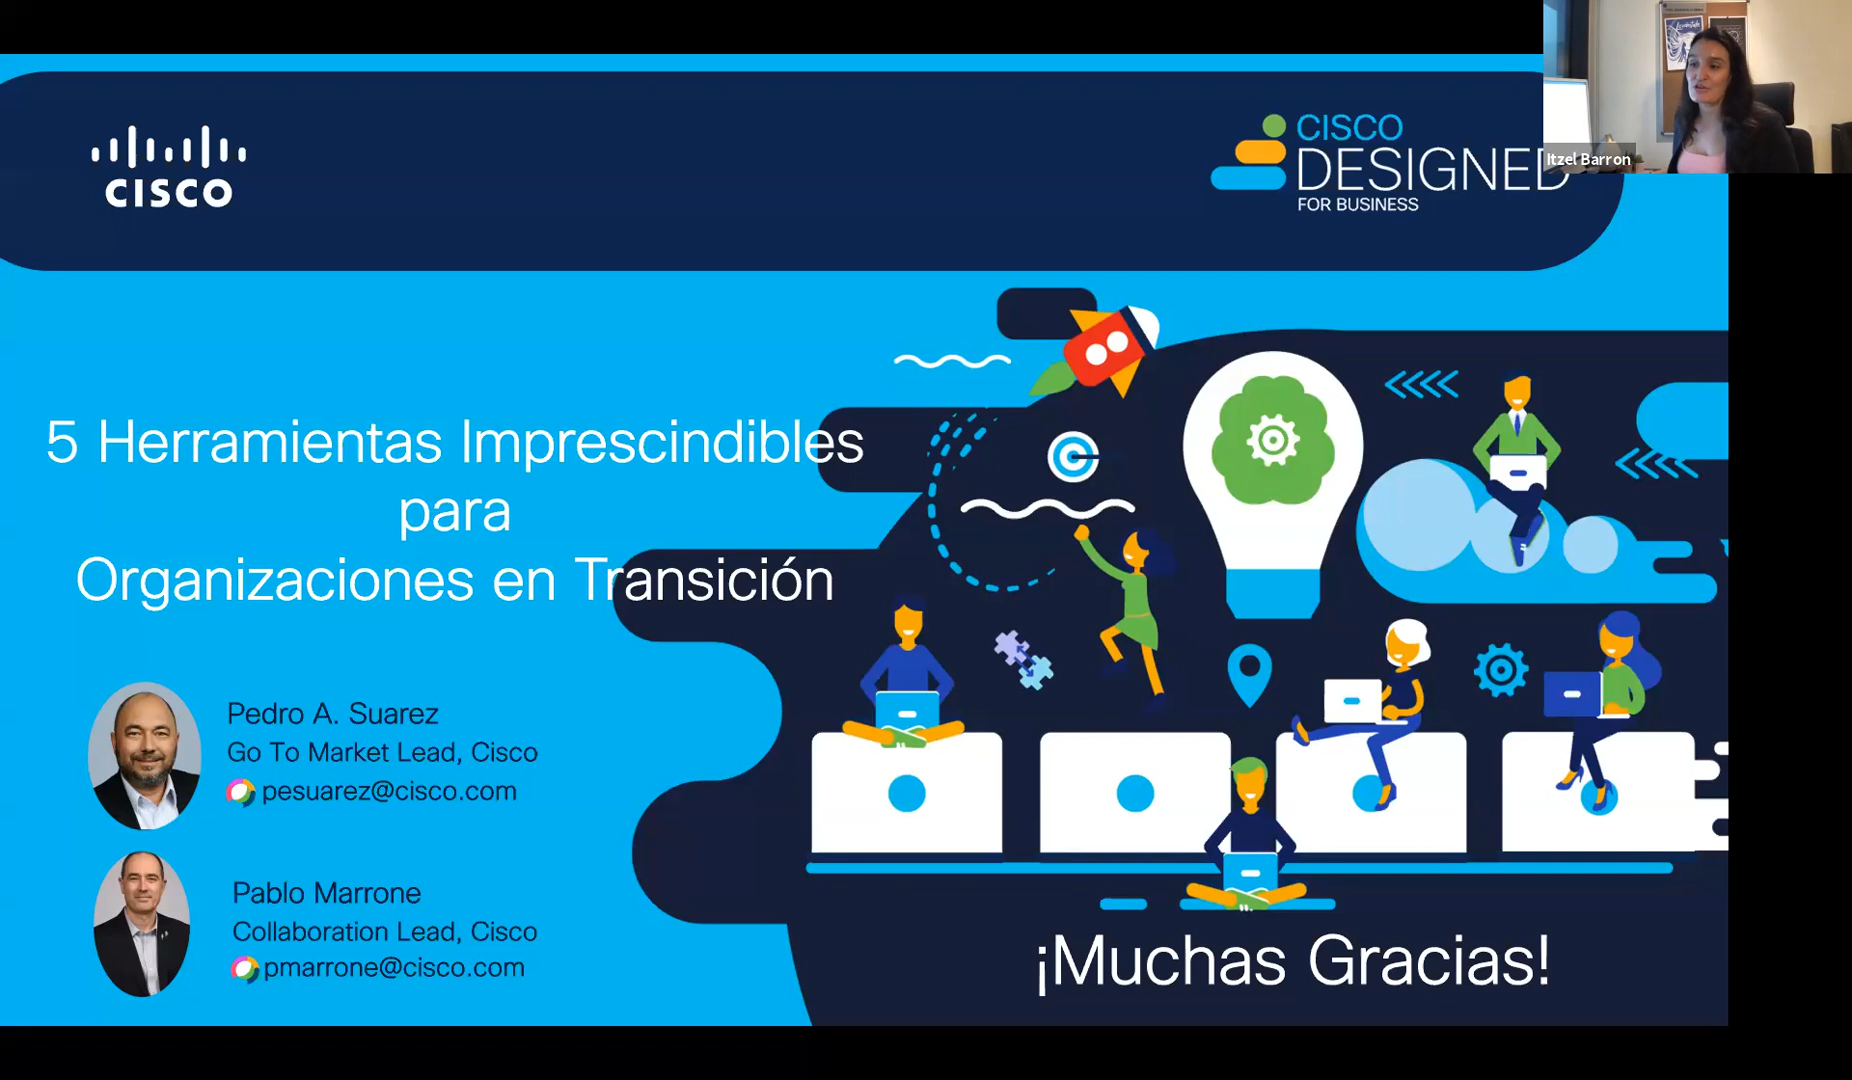 CISCO
CISCO
DESIGNED
FOR BUSINESS
Itzel Barron
5 Herramientas Imprescindibles
para
Organizaciones en Transición
Pedro A. Suarez
Go To Market Lead, Cisco
pesuarez@cisco.com
Pablo Marrone
Collaboration Lead, Cisco
pmarrone@cisco.com
¡Muchas Gracias!